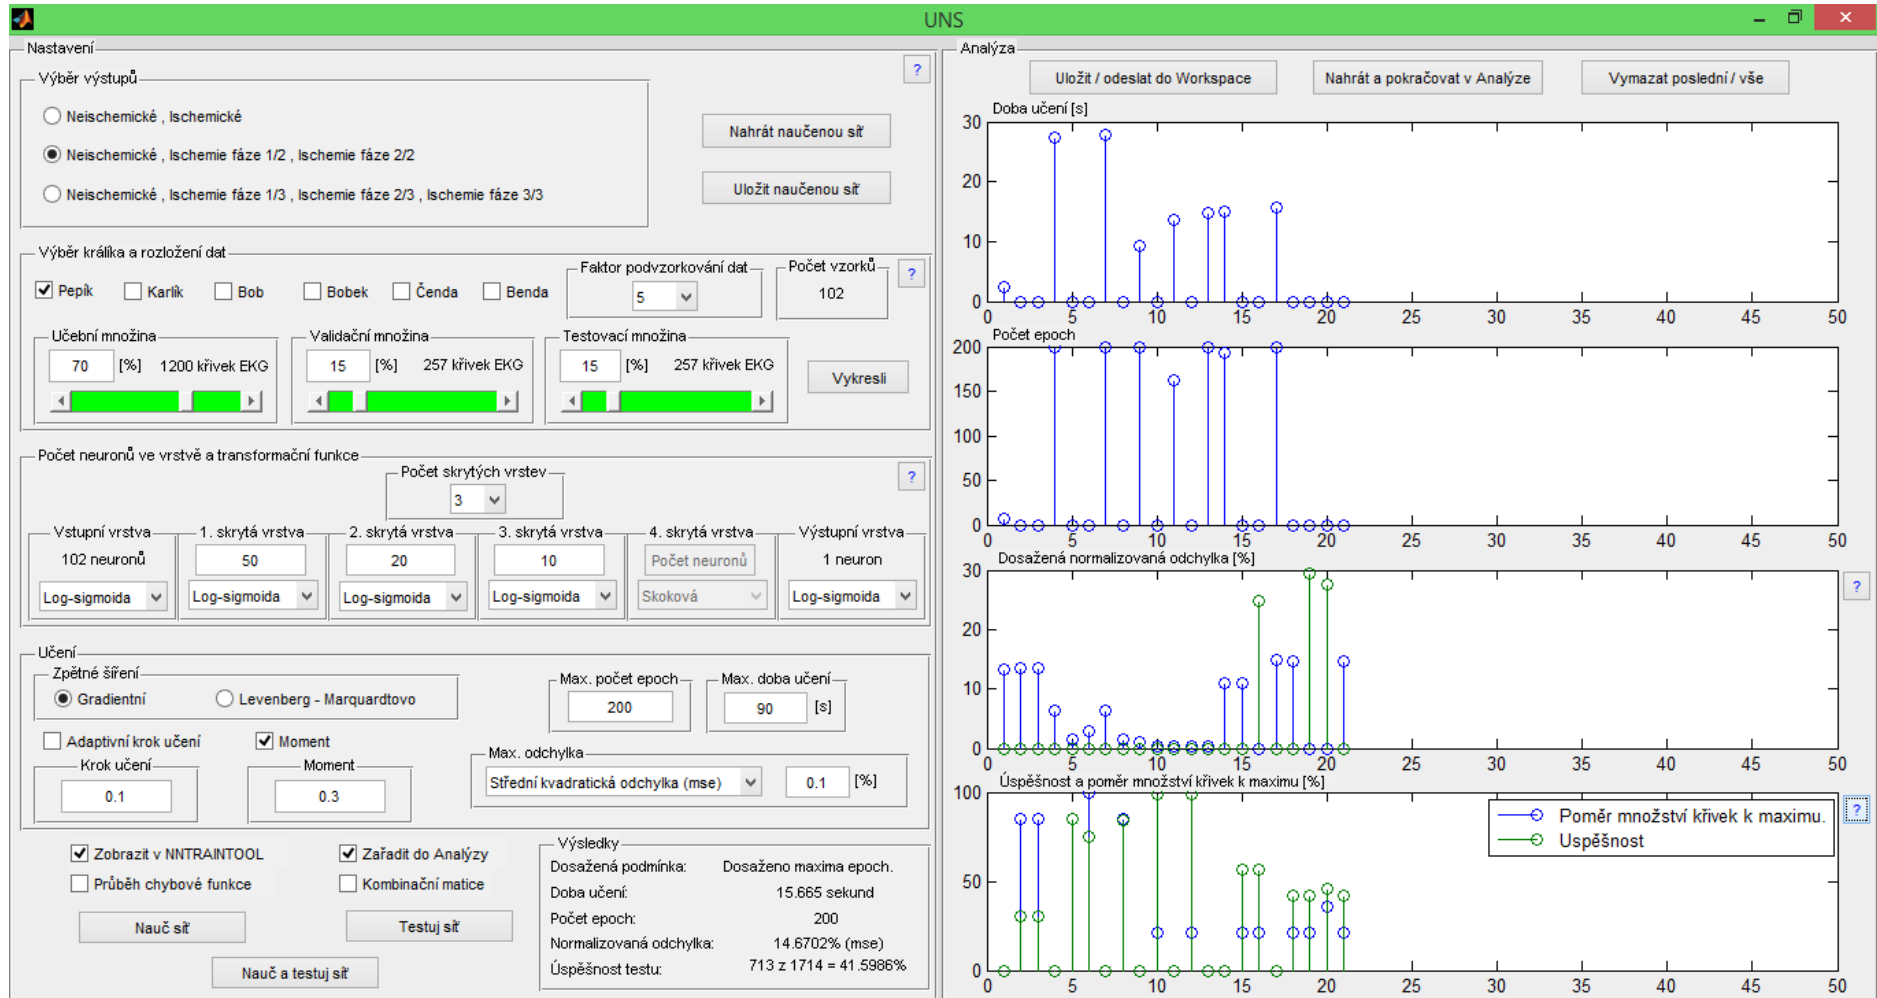 UNS
Nastavení
Výběr výstupů
Neischemické , Ischemické
Neischemické , Ischemie fáze 1/2 , Ischemie fáze 2/2
Neischemické , Ischemie fáze 1/3 , Ischemie fáze 2/3 , Ischemie fáze 3/3
?
Nahrát naučenou síť
Uložit naučenou síť
Výběr králíka a rozložení dat
Pepík Karlík Bob Bobek Čenda Benda
Faktor podvzorkování dat
5
Počet vzorků
102
?
Učební množina
70 [%] 1200 křivek EKG
Validační množina
15 [%] 257 křivek EKG
Testovací množina
15 [%] 257 křivek EKG
Vykresli
Počet neuronů ve vrstvě a transformační funkce
Počet skrytých vrstev
3
?
Vstupní vrstva
102 neuronů
Log-sigmoida
1. skrytá vrstva
50
Log-sigmoida
2. skrytá vrstva
20
Log-sigmoida
3. skrytá vrstva
10
Log-sigmoida
4. skrytá vrstva
Počet neuronů
Skoková
Výstupní vrstva
1 neuron
Log-sigmoida
Učení
Zpětné šíření
Gradientní Levenberg - Marquardtovo
Max. počet epoch
200
Max. doba učení
90 [s]
Adaptivní krok učení
Moment
Krok učení
0.1
Moment
0.3
Max. odchylka
Střední kvadratická odchylka (mse) 0.1 [%]
Zobrazit v NNTRAINTOOL
Zařadit do Analýzy
Průběh chybové funkce
Kombinační matice
Nauč síť
Testuj síť
Nauč a testuj síť
Výsledky
Dosažená podmínka: Dosaženo maxima epoch.
Doba učení: 15.665 sekund
Počet epoch: 200
Normalizovaná odchylka: 14.6702% (mse)
Úspěšnost testu: 713 z 1714 = 41.5986%
Analýza
Uložit / odeslat do Workspace
Nahrát a pokračovat v Analýze
Vymazat poslední / vše
Doba učení [s]
30
20
10
0
0 5 10 15 20 25 30 35 40 45 50
Počet epoch
200
150
100
50
0
0 5 10 15 20 25 30 35 40 45 50
Dosažená normalizovaná odchylka [%]
30
20
10
0
0 5 10 15 20 25 30 35 40 45 50
?
Úspěšnost a poměr množství křivek k maximu [%]
100
50
0
0 5 10 15 20 25 30 35 40 45 50
Poměr množství křivek k maximu.
Uspěšnost
?